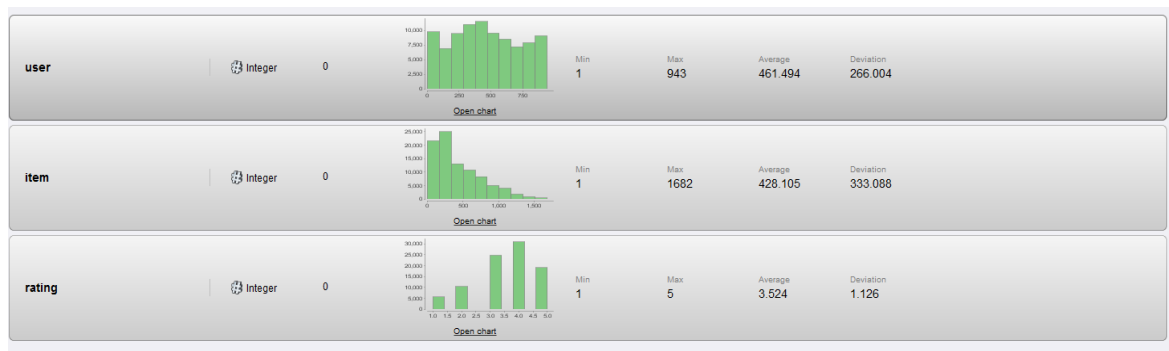 user
Integer
0
10,000
7,500
5,000
2,500
0
0 250 500 750
Open chart
Min
1
Max
943
Average
461.494
Deviation
266.004
item
Integer
0
25,000
20,000
15,000
10,000
5,000
0
0 500 1,000 1,500
Open chart
Min
1
Max
1682
Average
428.105
Deviation
333.088
rating
Integer
0
30,000
25,000
20,000
15,000
10,000
5,000
0
1.0 1.5 2.0 2.5 3.0 3.5 4.0 4.5 5.0
Open chart
Min
1
Max
5
Average
3.524
Deviation
1.126